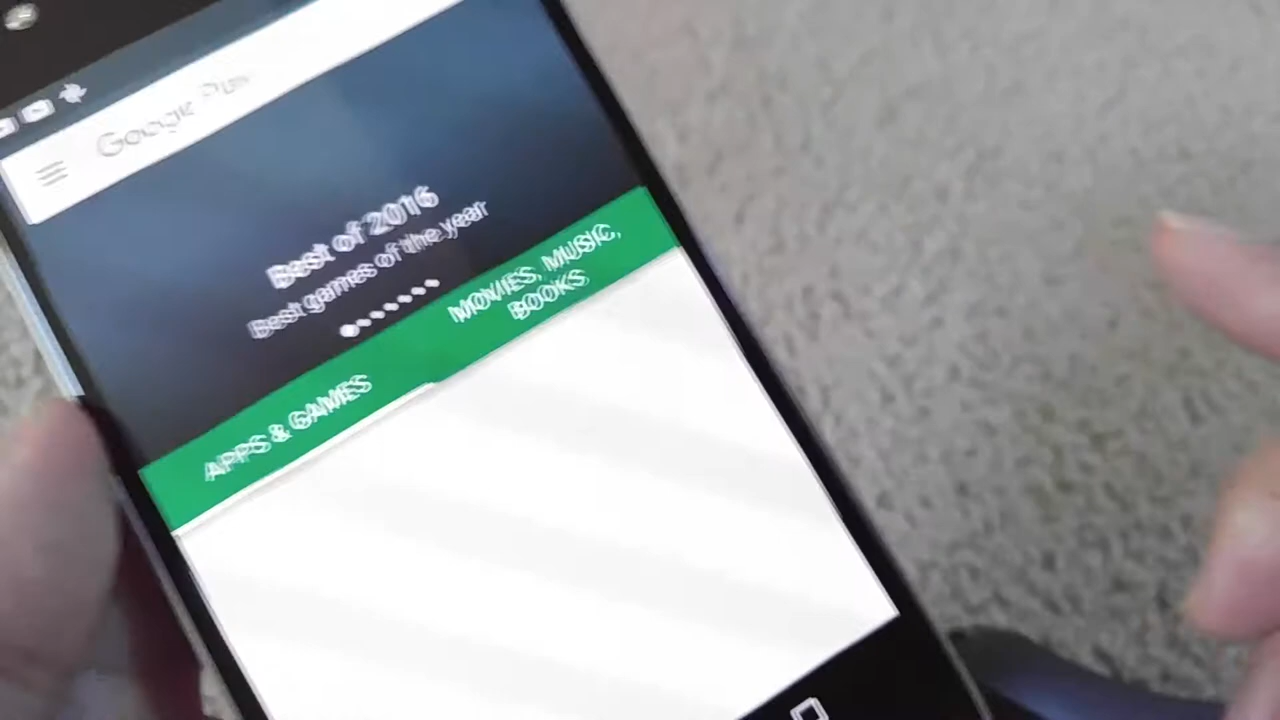 Google Play
Best of 2016
Best games of the year
APPS & GAMES
MOVIES, MUSIC,
BOOKS